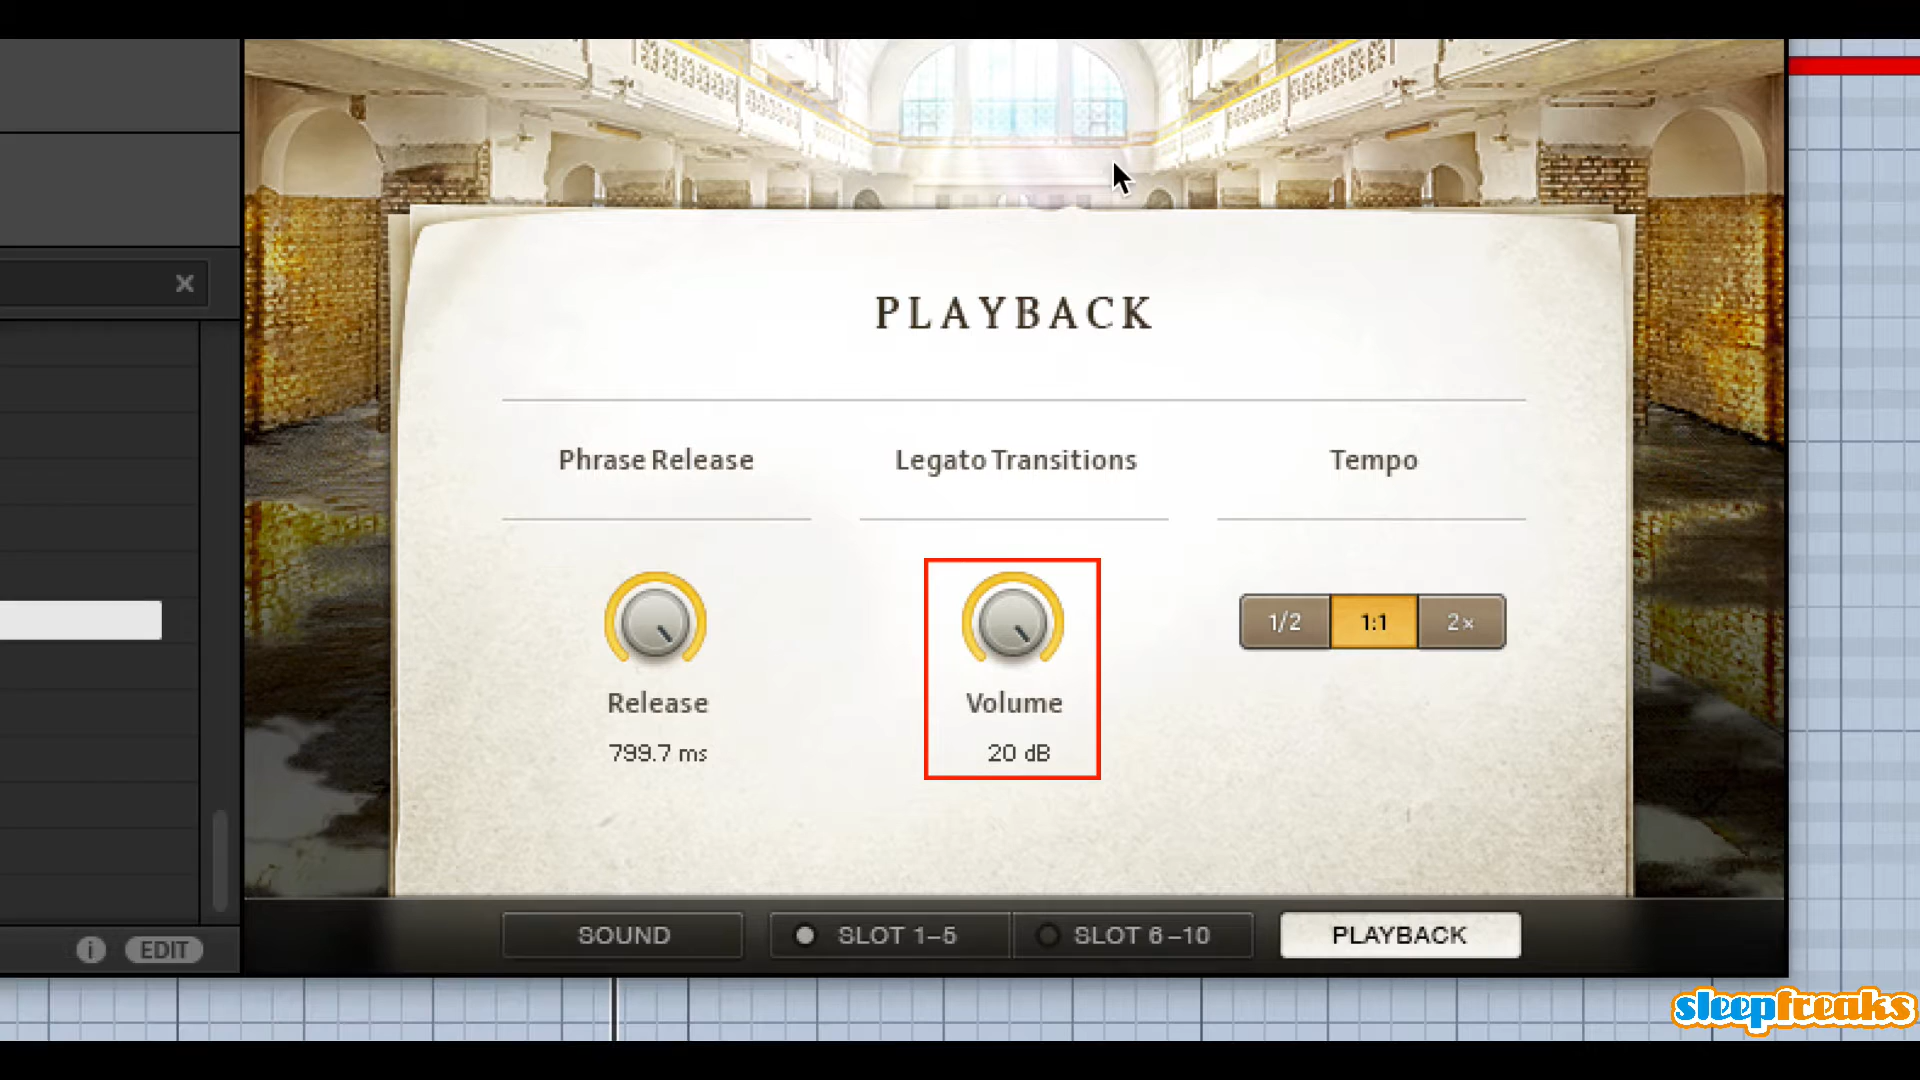 PLAYBACK
Phrase Release
Legato Transitions
Tempo
1/2
1:1
2×
Release
Volume
799.7 ms
20 dB
i
EDIT
SOUND
SLOT 1–5
SLOT 6–10
PLAYBACK
sleepfreaks